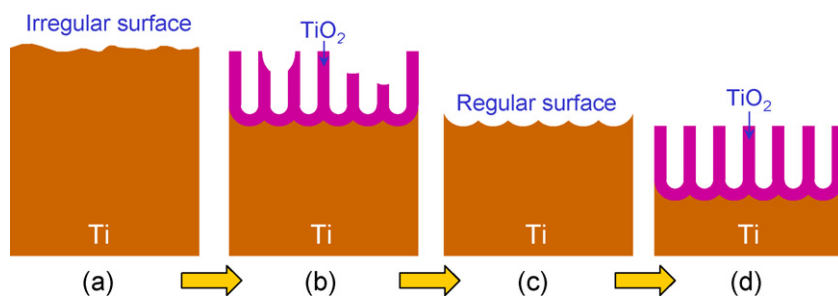 Irregular surface
Ti
(a)
TiO₂
Ti
(b)
Regular surface
Ti
(c)
TiO₂
Ti
(d)